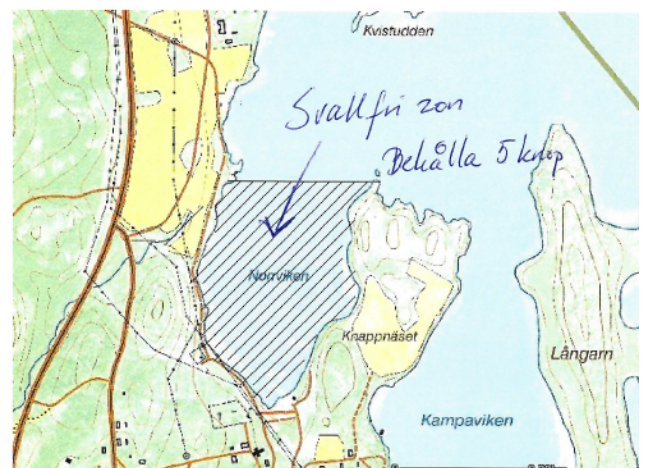 Kvistudden
Svallfri zon
Behålla 5 knop
Norrviken
Knappnäset
Långarn
Kampaviken